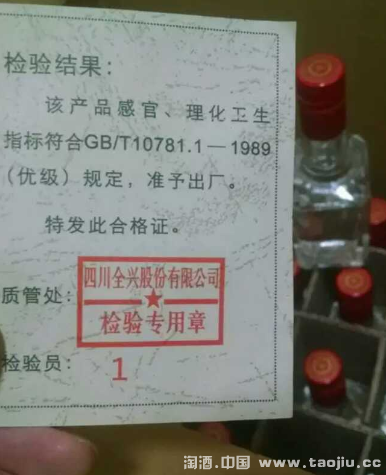 检验结果:
该产品感官、理化卫生
指标符合GB/T10781.1—1989
(优级)规定,准予出厂。
特发此合格证。
质管处:
四川全兴股份有限公司
★
检验专用章
检验员: 1
淘酒.中国 www.taojiu.cc